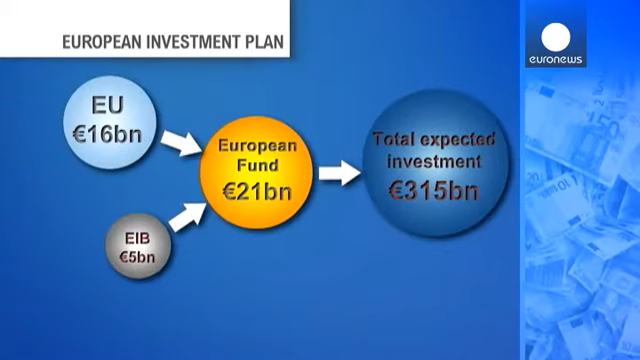 EUROPEAN INVESTMENT PLAN
euronews
EU
€16bn
European
Fund
€21bn
Total expected
investment
€315bn
EIB
€5bn